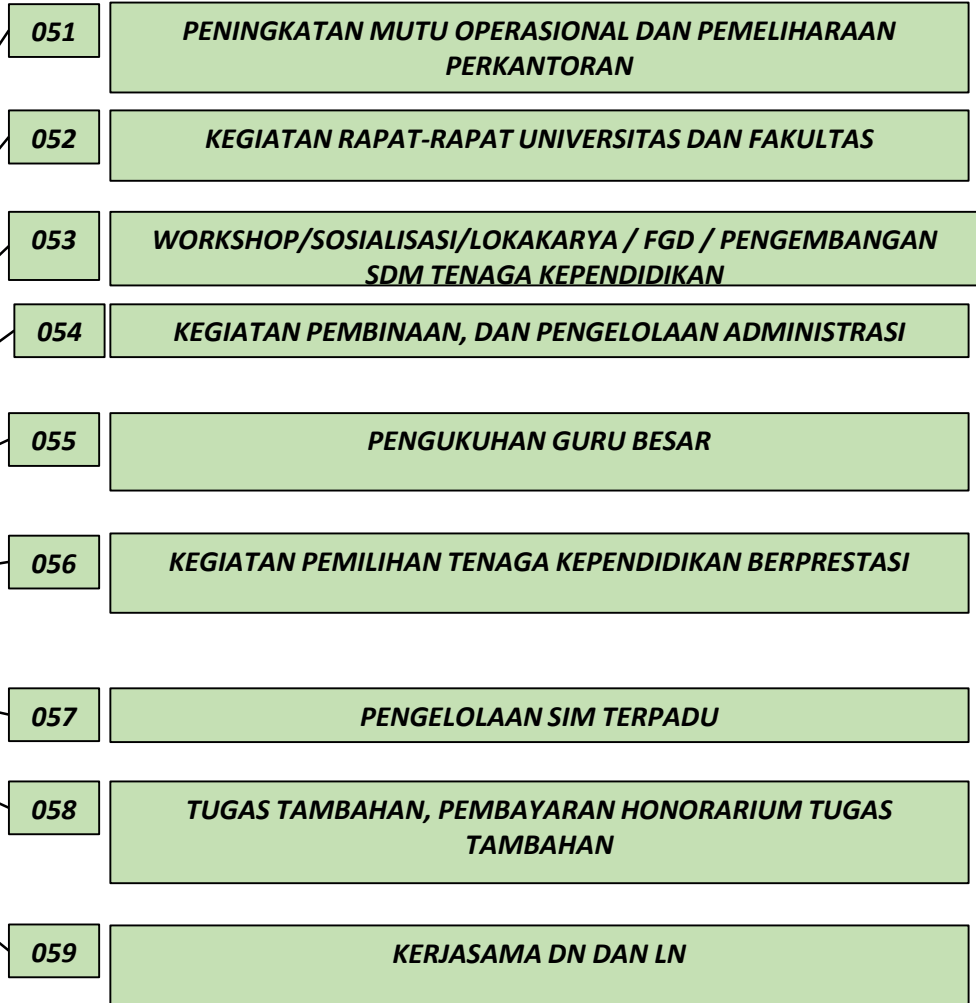 051 PENINGKATAN MUTU OPERASIONAL DAN PEMELIHARAAN
PERKANTORAN
052 KEGIATAN RAPAT-RAPAT UNIVERSITAS DAN FAKULTAS
053 WORKSHOP/SOSIALISASI/LOKAKARYA / FGD / PENGEMBANGAN
SDM TENAGA KEPENDIDIKAN
054 KEGIATAN PEMBINAAN, DAN PENGELOLAAN ADMINISTRASI
055 PENGUKUHAN GURU BESAR
056 KEGIATAN PEMILIHAN TENAGA KEPENDIDIKAN BERPRESTASI
057 PENGELOLAAN SIM TERPADU
058 TUGAS TAMBAHAN, PEMBAYARAN HONORARIUM TUGAS
TAMBAHAN
059 KERJASAMA DN DAN LN